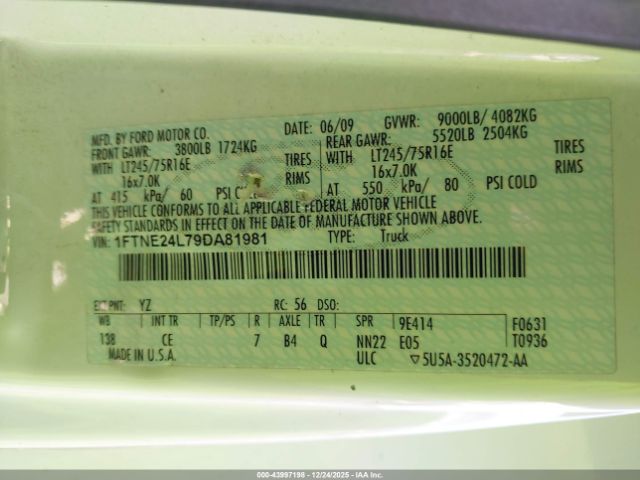 MFD. BY FORD MOTOR CO. DATE: 06/09 GVWR: 9000LB/ 4082KG
FRONT GAWR: 3800LB 1724KG REAR GAWR: 5520LB 2504KG
WITH LT245/75R16E TIRES WITH LT245/75R16E TIRES
16x7.0K RIMS 16x7.0K RIMS
AT 415 kPa/ 60 PSI AT 550 kPa/ 80 PSI COLD
THIS VEHICLE CONFORMS TO ALL APPLICABLE FEDERAL MOTOR VEHICLE
SAFETY STANDARDS IN EFFECT ON THE DATE OF MANUFACTURE SHOWN ABOVE.
VIN: 1FTNE24L79DA81981 TYPE: Truck
PNT: YZ RC: 56 DSO:
WB INT TR TP/PS R AXLE TR SPR 9E414 F0631
138 CE 7 B4 Q NN22 E05 T0936
MADE IN U.S.A. ULC 5U5A-3520472-AA
000-43997198 - 12/24/2025 - IAA Inc.